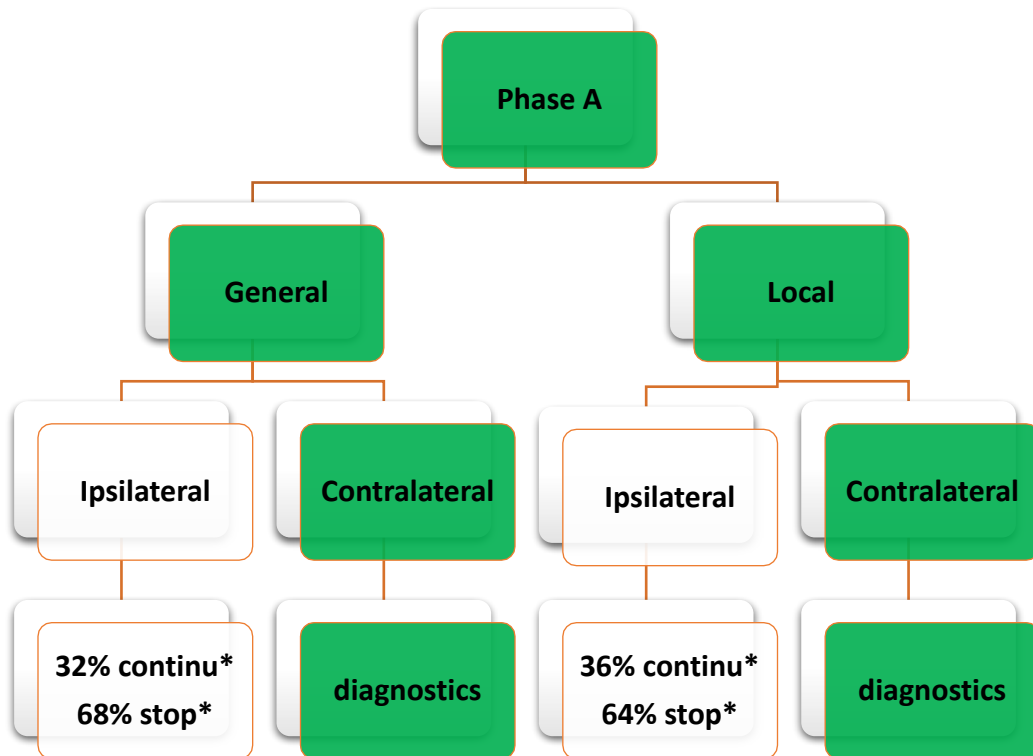 Phase A
General
Local
Ipsilateral
Contralateral
Ipsilateral
Contralateral
32% continu*
68% stop*
diagnostics
36% continu*
64% stop*
diagnostics